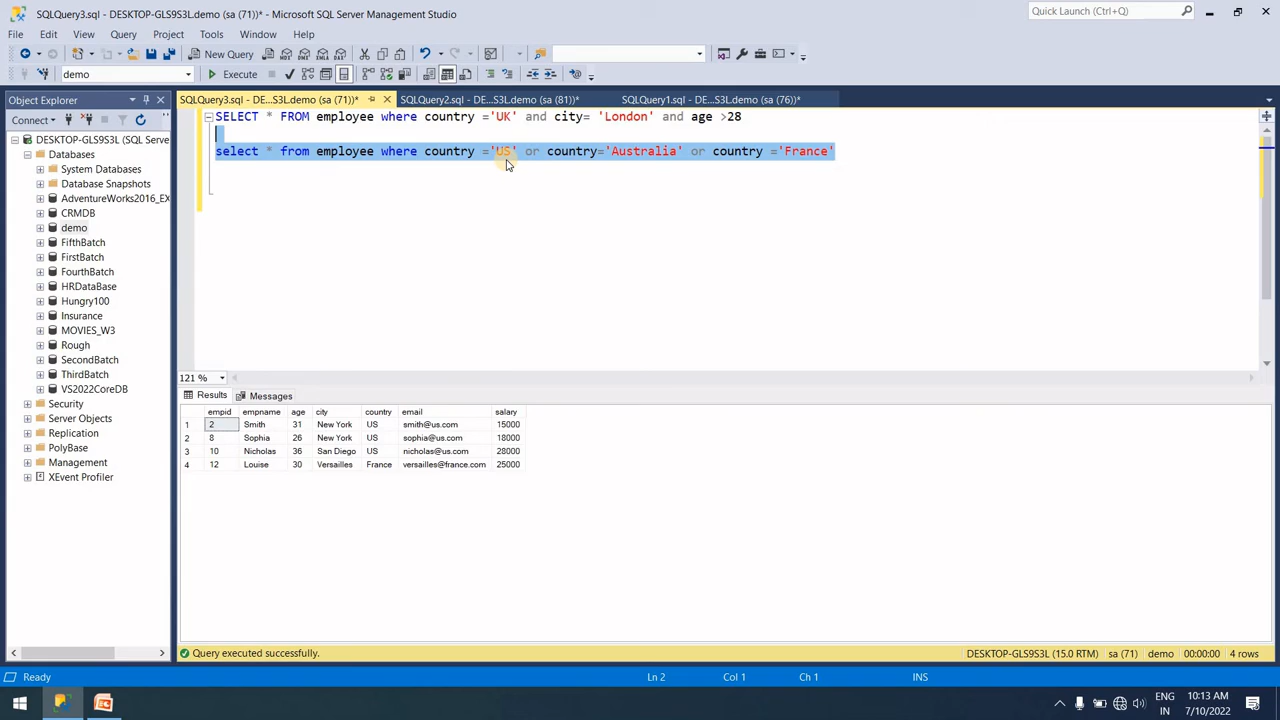 SQLQuery3.sql - DESKTOP-GLS9S3L.demo (sa (71))* - Microsoft SQL Server Management Studio
Quick Launch (Ctrl+Q)
File Edit View Query Project Tools Window Help
New Query
demo
Execute
Object Explorer
SQLQuery3.sql - DE...S3L.demo (sa (71))*
SQLQuery2.sql - DE...S3L.demo (sa (81))*
SQLQuery1.sql - DE...S3L.demo (sa (76))*
Connect
DESKTOP-GLS9S3L (SQL Serve
Databases
System Databases
Database Snapshots
AdventureWorks2016_EX
CRMDB
demo
FifthBatch
FirstBatch
FourthBatch
HRDataBase
Hungry100
Insurance
MOVIES_W3
Rough
SecondBatch
ThirdBatch
VS2022CoreDB
Security
Server Objects
Replication
PolyBase
Management
XEvent Profiler
SELECT * FROM employee where country ='UK' and city= 'London' and age >28
select * from employee where country ='US' or country='Australia' or country ='France'
121 %
Results Messages
empid empname age city country email salary
1 2 Smith 31 New York US smith@us.com 15000
2 8 Sophia 26 New York US sophia@us.com 18000
3 10 Nicholas 36 San Diego US nicholas@us.com 28000
4 12 Louise 30 Versailles France versailles@france.com 25000
Query executed successfully.
DESKTOP-GLS9S3L (15.0 RTM) sa (71) demo 00:00:00 4 rows
Ready
Ln 2 Col 1 Ch 1 INS
ENG
IN
10:13 AM
7/10/2022